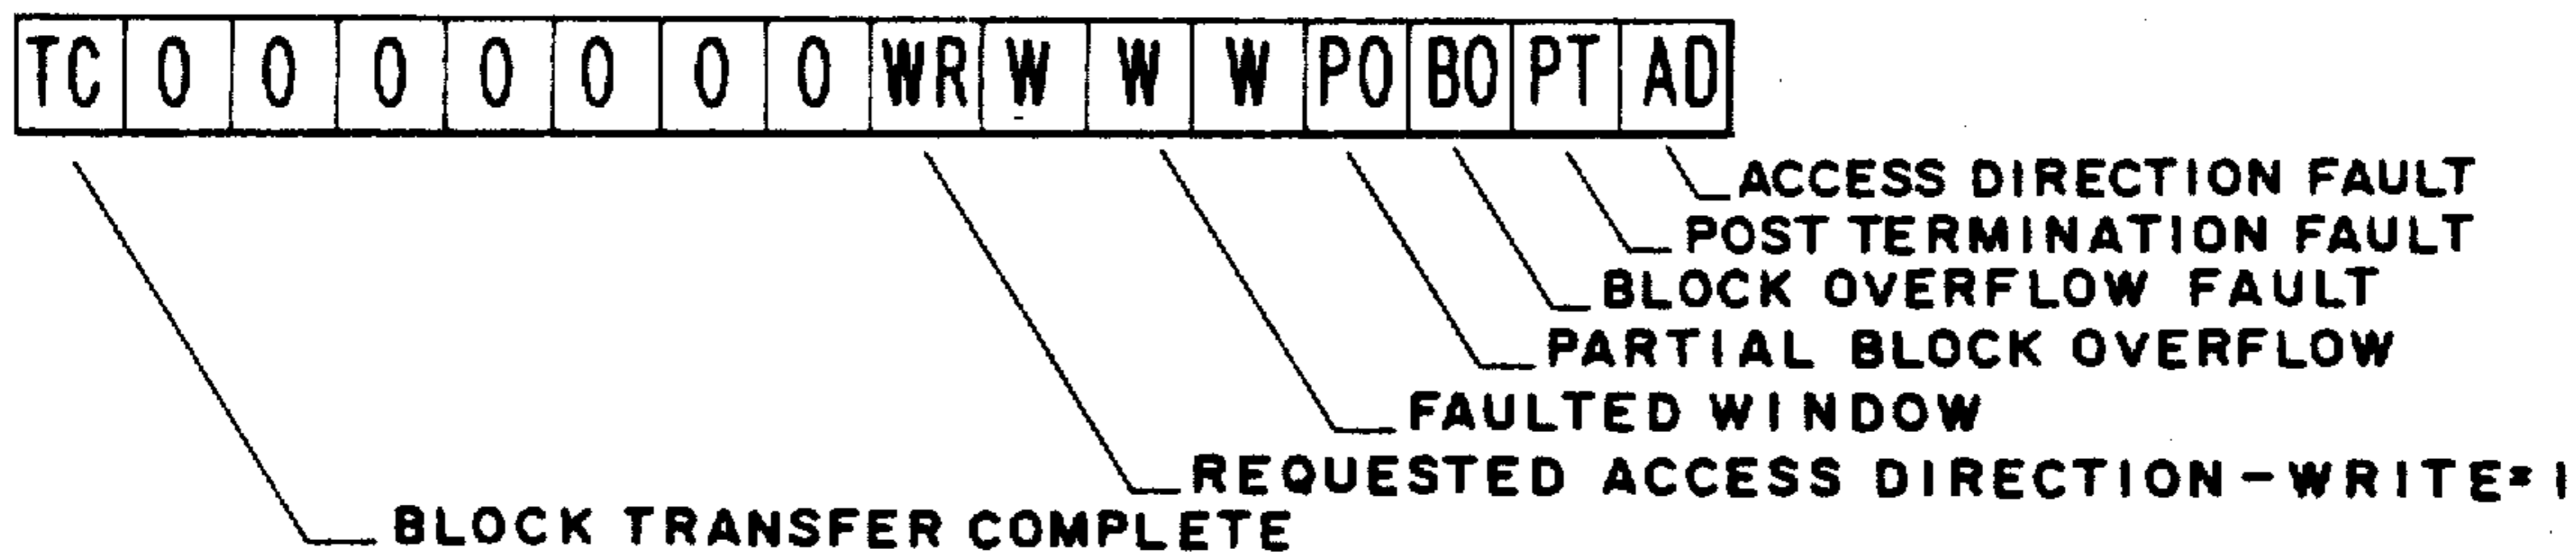 TC 0 0 0 0 0 0 0 WR W W W PO BO PT AD
ACCESS DIRECTION FAULT
POST TERMINATION FAULT
BLOCK OVERFLOW FAULT
PARTIAL BLOCK OVERFLOW
FAULTED WINDOW
REQUESTED ACCESS DIRECTION-WRITE=1
BLOCK TRANSFER COMPLETE